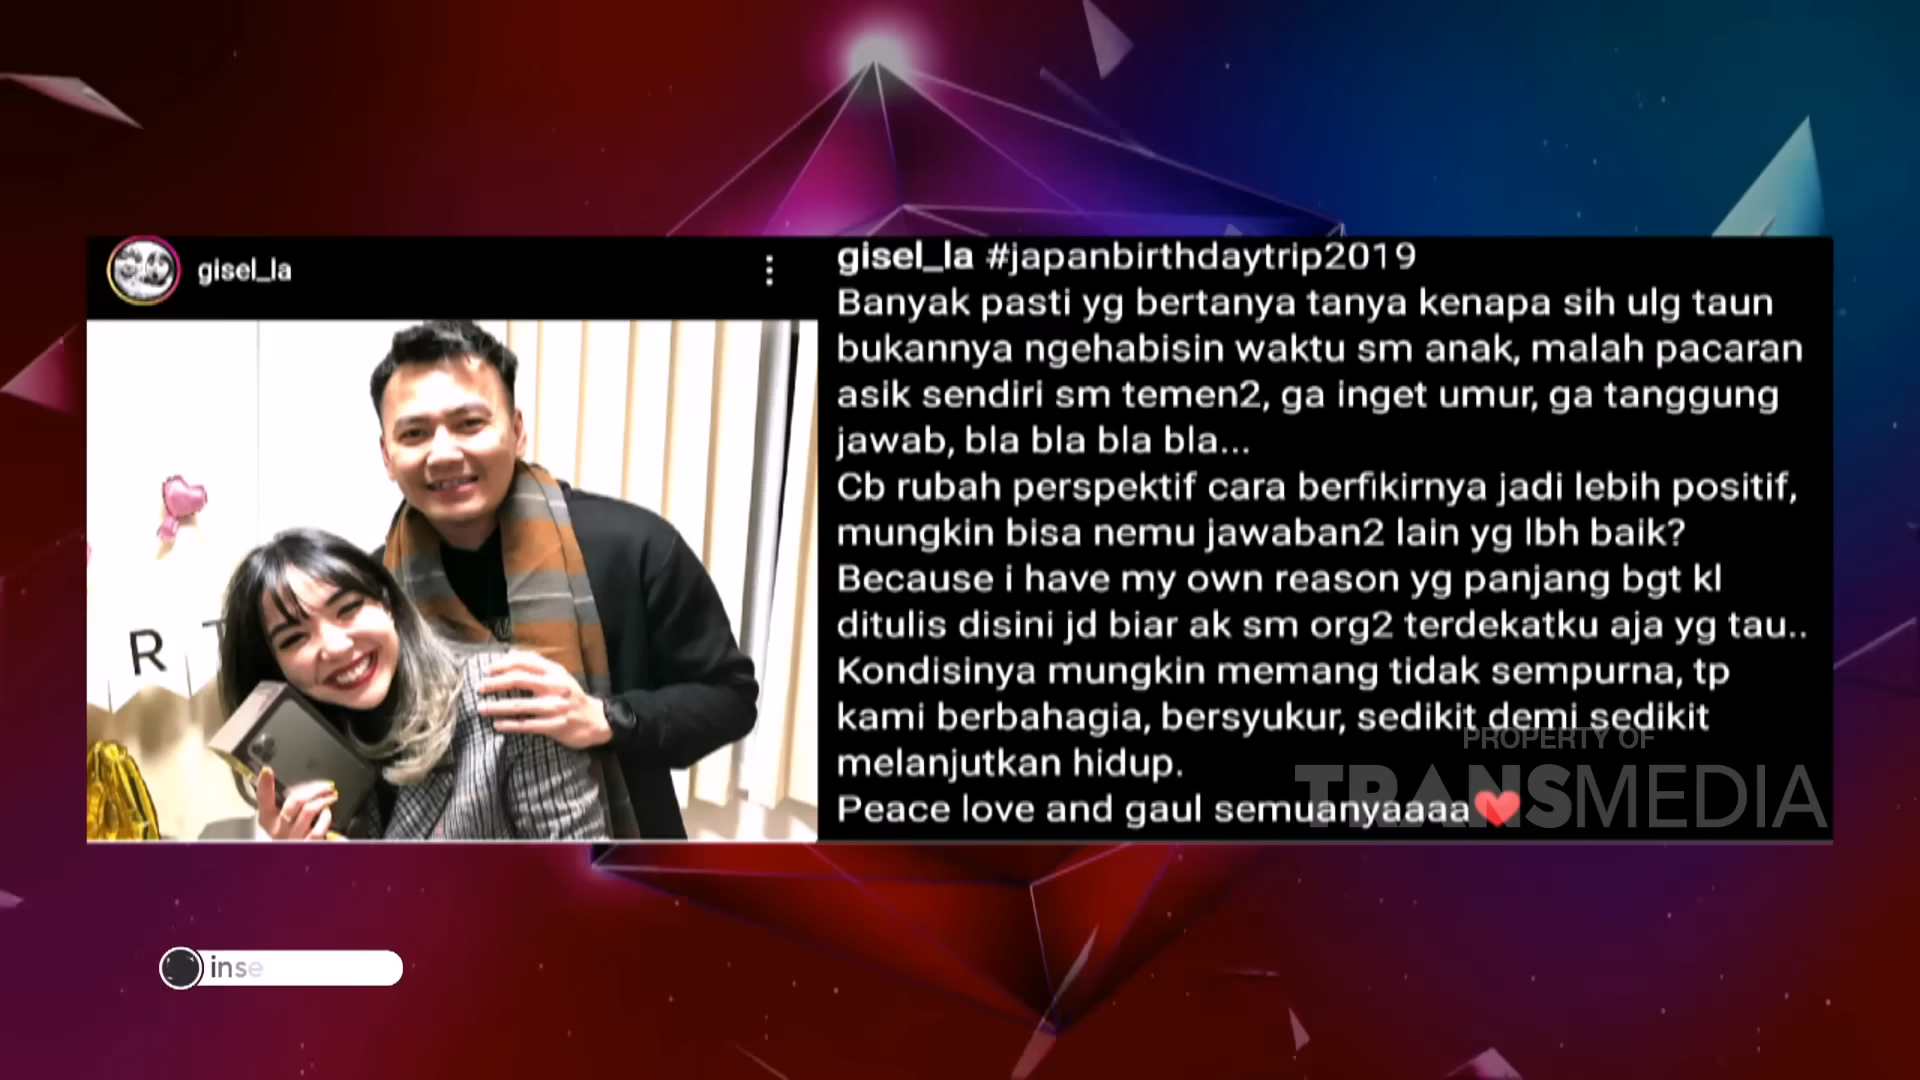 gisel_la
R T
gisel_la #japanbirthdaytrip2019
Banyak pasti yg bertanya tanya kenapa sih ulg taun
bukannya ngehabisin waktu sm anak, malah pacaran
asik sendiri sm temen2, ga inget umur, ga tanggung
jawab, bla bla bla bla...
Cb rubah perspektif cara berfikirnya jadi lebih positif,
mungkin bisa nemu jawaban2 lain yg lbh baik?
Because i have my own reason yg panjang bgt kl
ditulis disini jd biar ak sm org2 terdekatku aja yg tau..
Kondisinya mungkin memang tidak sempurna, tp
kami berbahagia, bersyukur, sedikit demi sedikit
melanjutkan hidup.
Peace love and gaul semuanyaaaa❤️
PROPERTY OF
TRANSMEDIA
inse